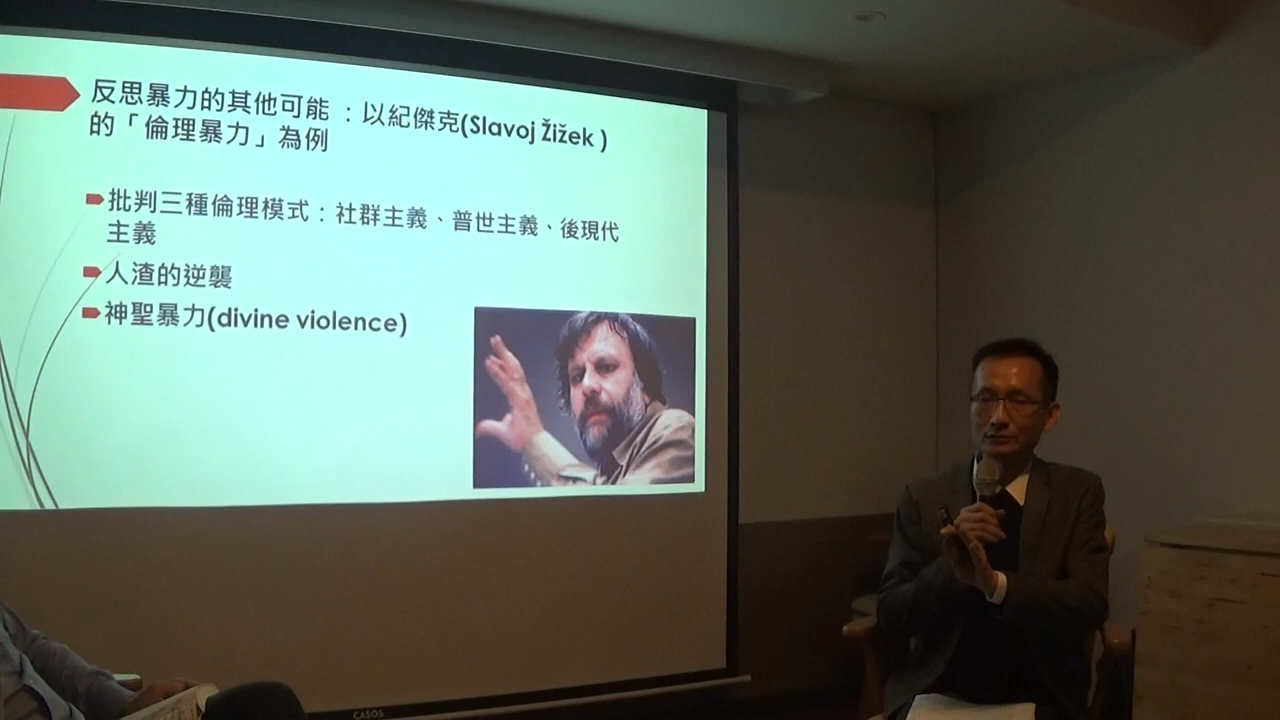 反思暴力的其他可能 ：以紀傑克(Slavoj Žižek )
的「倫理暴力」為例
批判三種倫理模式：社群主義、普世主義、後現代
主義
人渣的逆襲
神聖暴力(divine violence)
CASOS